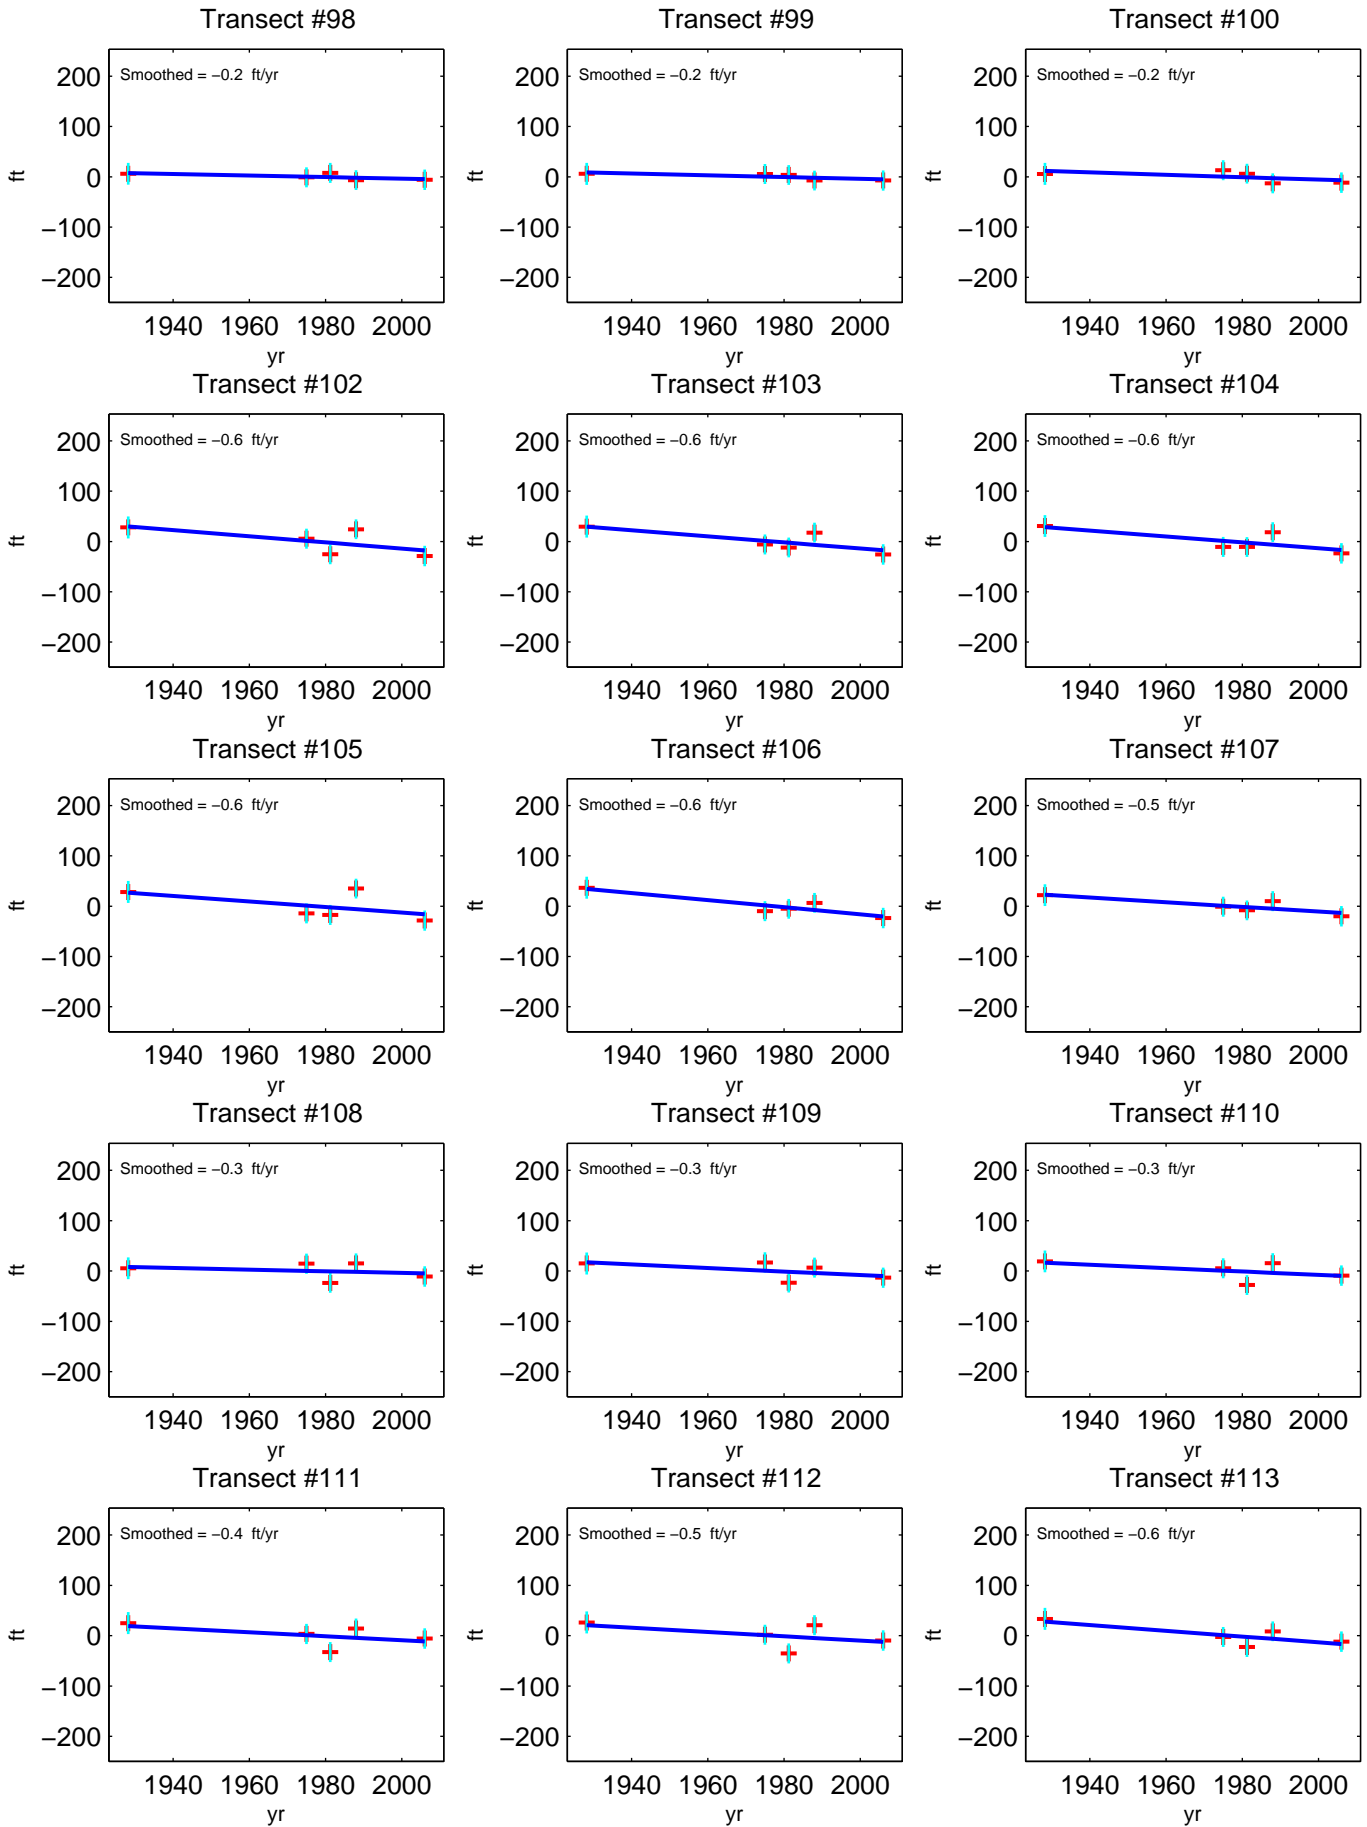 Transect #98 Transect #99 Transect #100
Smoothed = −0.2 ft/yr Smoothed = −0.2 ft/yr Smoothed = −0.2 ft/yr
200 200 200
100 100 100
ft 0 ft 0 ft 0
−100 −100 −100
−200 −200 −200
1940 1960 1980 2000 1940 1960 1980 2000 1940 1960 1980 2000
yr yr yr
Transect #102 Transect #103 Transect #104
Smoothed = −0.6 ft/yr Smoothed = −0.6 ft/yr Smoothed = −0.6 ft/yr
200 200 200
100 100 100
ft 0 ft 0 ft 0
−100 −100 −100
−200 −200 −200
1940 1960 1980 2000 1940 1960 1980 2000 1940 1960 1980 2000
yr yr yr
Transect #105 Transect #106 Transect #107
Smoothed = −0.6 ft/yr Smoothed = −0.6 ft/yr Smoothed = −0.5 ft/yr
200 200 200
100 100 100
ft 0 ft 0 ft 0
−100 −100 −100
−200 −200 −200
1940 1960 1980 2000 1940 1960 1980 2000 1940 1960 1980 2000
yr yr yr
Transect #108 Transect #109 Transect #110
Smoothed = −0.3 ft/yr Smoothed = −0.3 ft/yr Smoothed = −0.3 ft/yr
200 200 200
100 100 100
ft 0 ft 0 ft 0
−100 −100 −100
−200 −200 −200
1940 1960 1980 2000 1940 1960 1980 2000 1940 1960 1980 2000
yr yr yr
Transect #111 Transect #112 Transect #113
Smoothed = −0.4 ft/yr Smoothed = −0.5 ft/yr Smoothed = −0.6 ft/yr
200 200 200
100 100 100
ft 0 ft 0 ft 0
−100 −100 −100
−200 −200 −200
1940 1960 1980 2000 1940 1960 1980 2000 1940 1960 1980 2000
yr yr yr